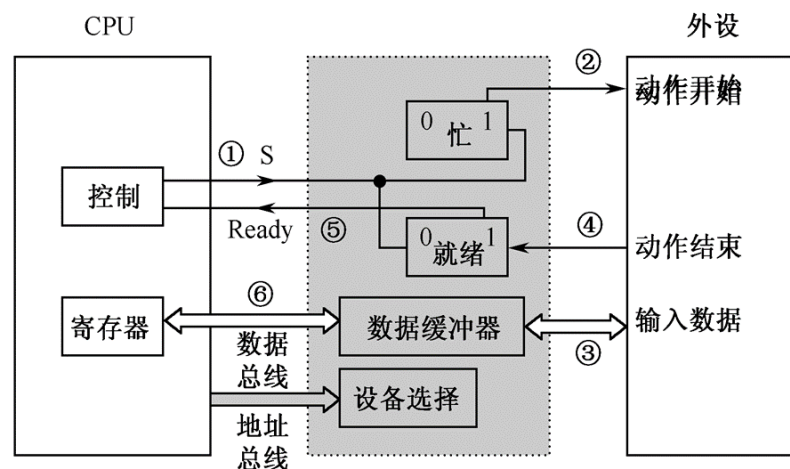 CPU
外设
②
动作开始
0 1
忙
① S
控制
Ready ⑤
0 1
就绪
④
动作结束
⑥
寄存器
数据缓冲器
输入数据
③
数据
总线
设备选择
地址
总线